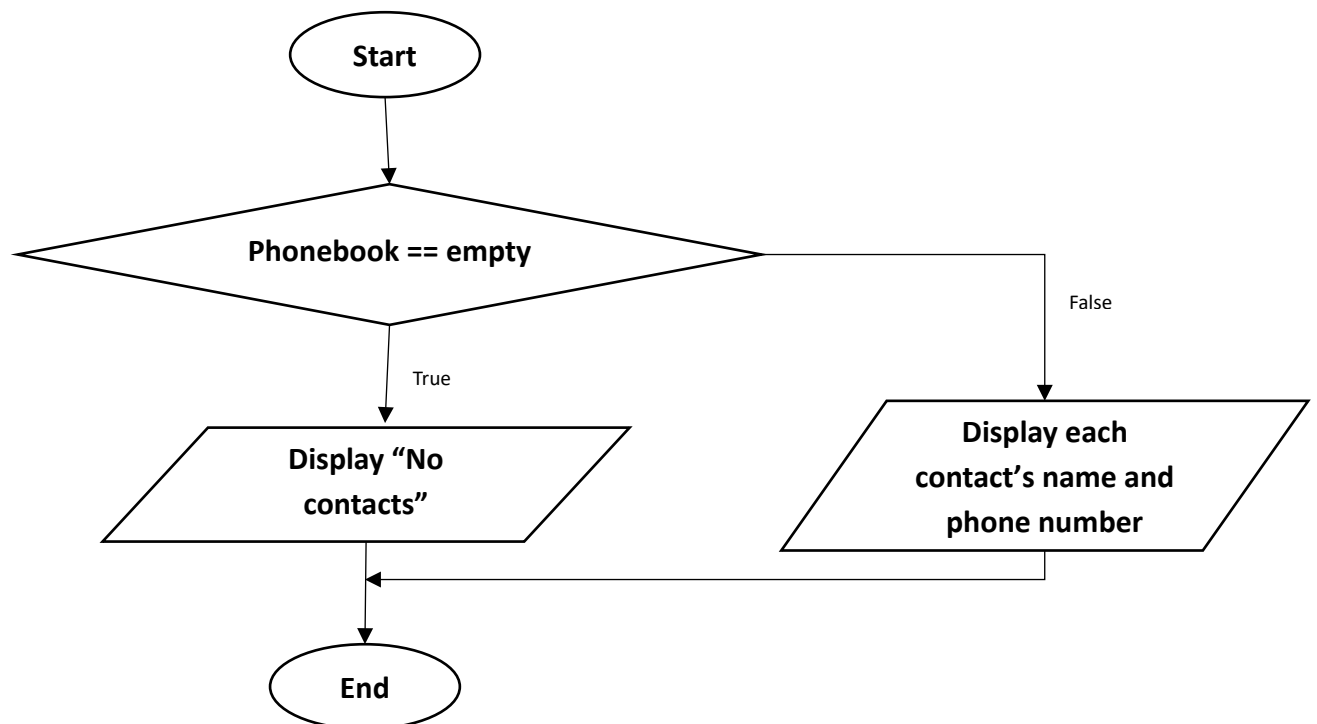 Start
Phonebook == empty
False
True
Display “No
contacts”
Display each
contact’s name and
phone number
End